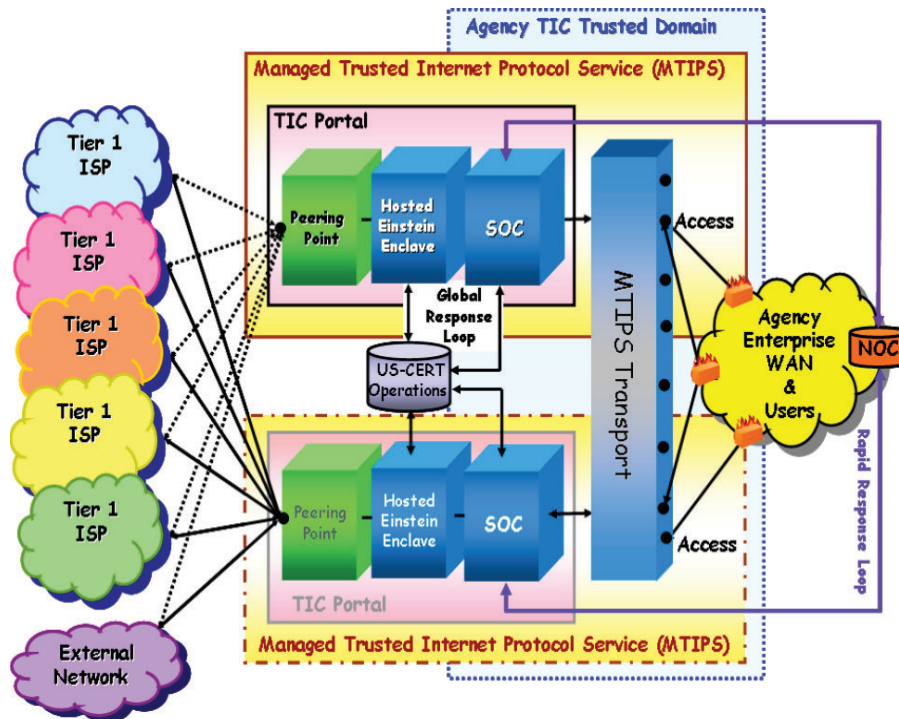 Agency TIC Trusted Domain
Managed Trusted Internet Protocol Service (MTIPS)
TIC Portal
Tier 1
ISP
Tier 1
ISP
Tier 1
ISP
Tier 1
ISP
Tier 1
ISP
External
Network
Peering
Point
Hosted
Einstein
Enclave
SOC
Global
Response
Loop
US-CERT
Operations
MTIPS Transport
Access
Agency
Enterprise
WAN
&
Users
NOC
Rapid Response Loop
Peering
Point
Hosted
Einstein
Enclave
SOC
Access
TIC Portal
Managed Trusted Internet Protocol Service (MTIPS)